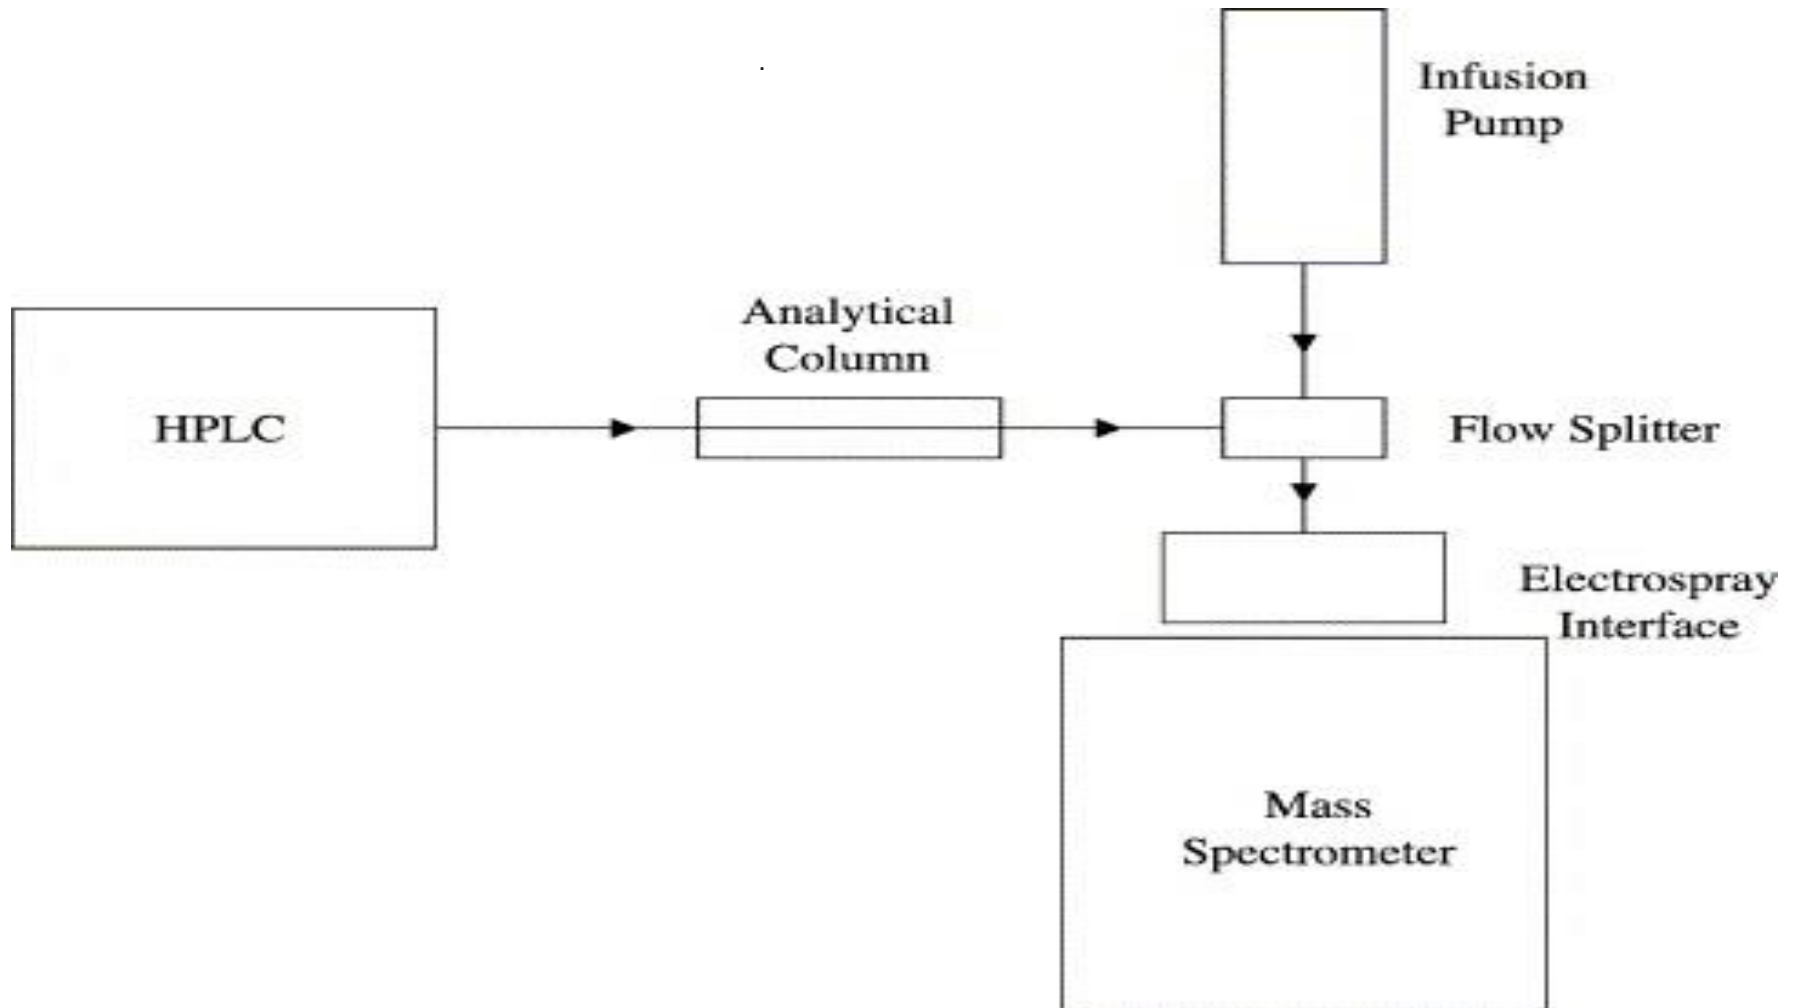 Infusion
Pump
Analytical
Column
HPLC
Flow Splitter
Electrospray
Interface
Mass
Spectrometer